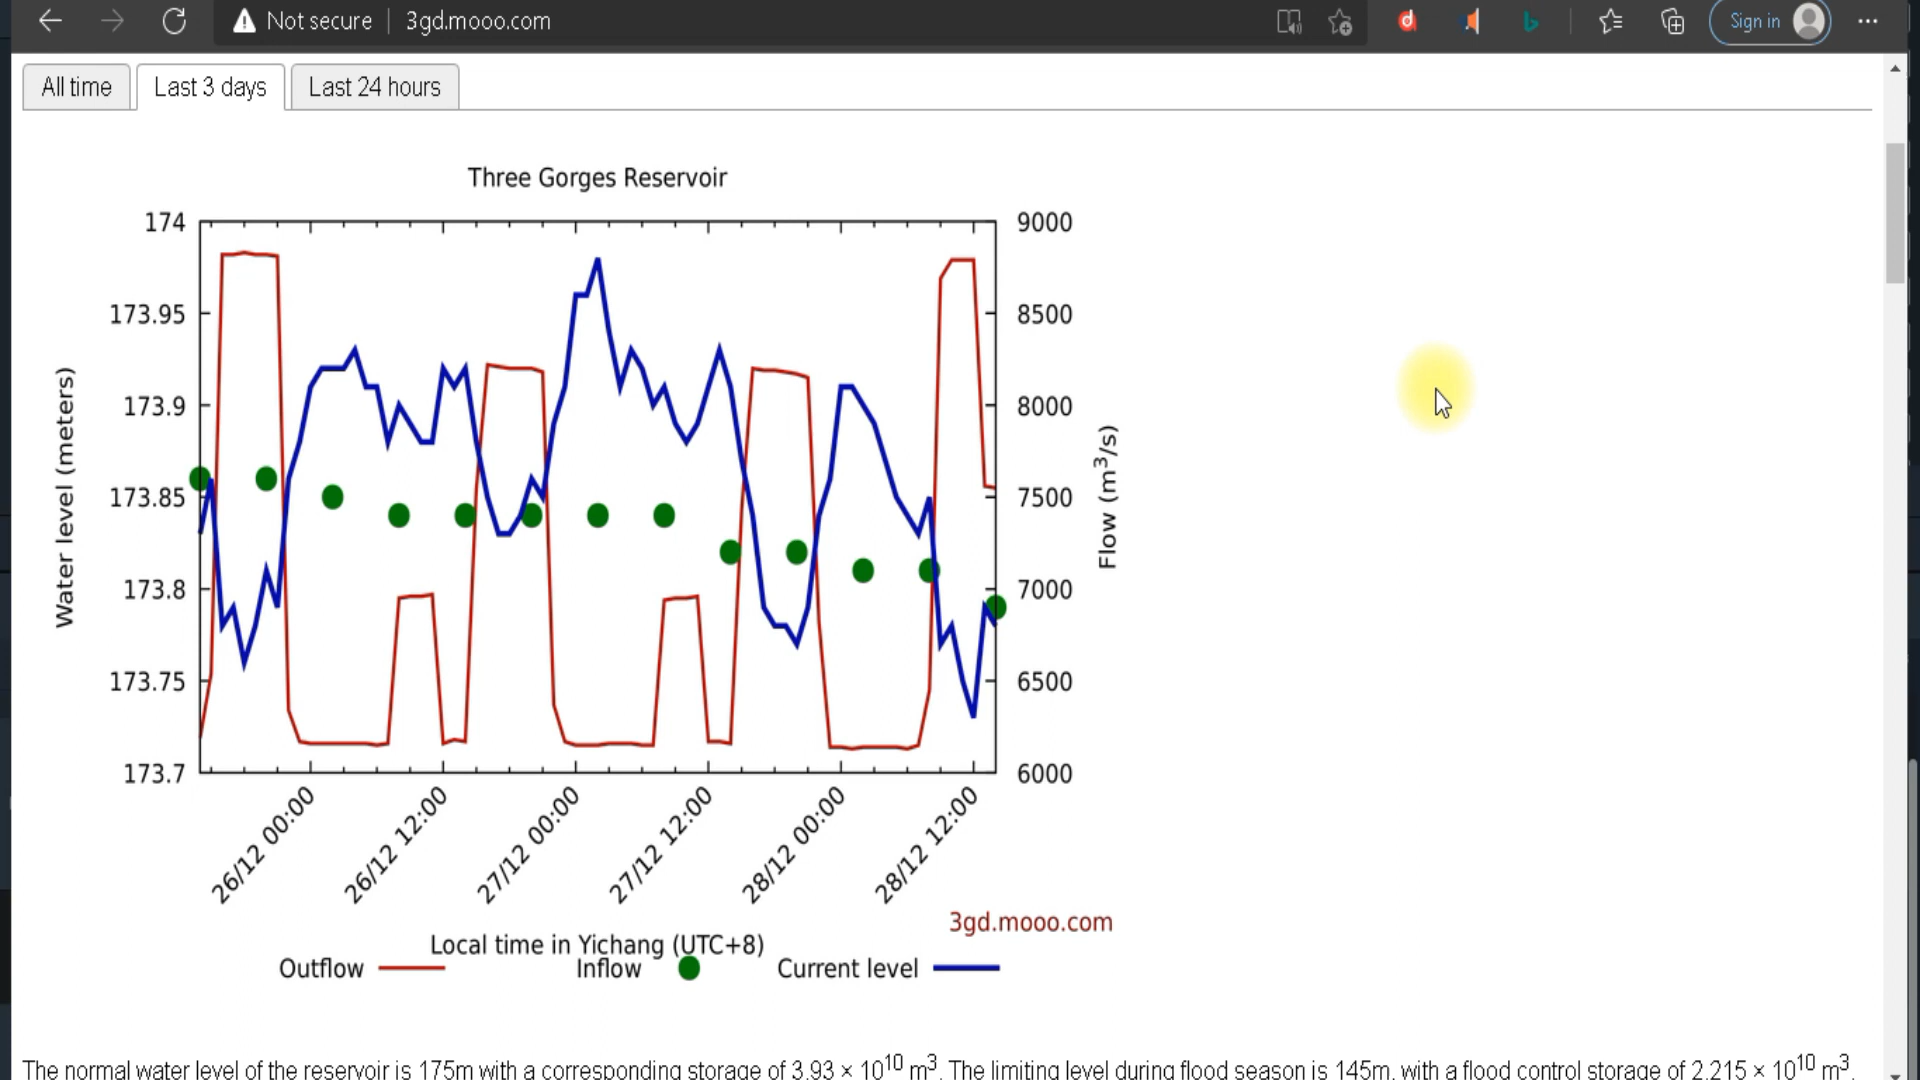 Not secure | 3gd.mooo.com
Sign in
All time
Last 3 days
Last 24 hours
Three Gorges Reservoir
174
173.95
173.9
173.85
173.8
173.75
173.7
Water level (meters)
9000
8500
8000
7500
7000
6500
6000
Flow (m³/s)
26/12 00:00
26/12 12:00
27/12 00:00
27/12 12:00
28/12 00:00
28/12 12:00
3gd.mooo.com
Local time in Yichang (UTC+8)
Outflow
Inflow
Current level
The normal water level of the reservoir is 175m with a corresponding storage of 3.93 × 10¹⁰ m³. The limiting level during flood season is 145m, with a flood control storage of 2.215 × 10¹⁰ m³.